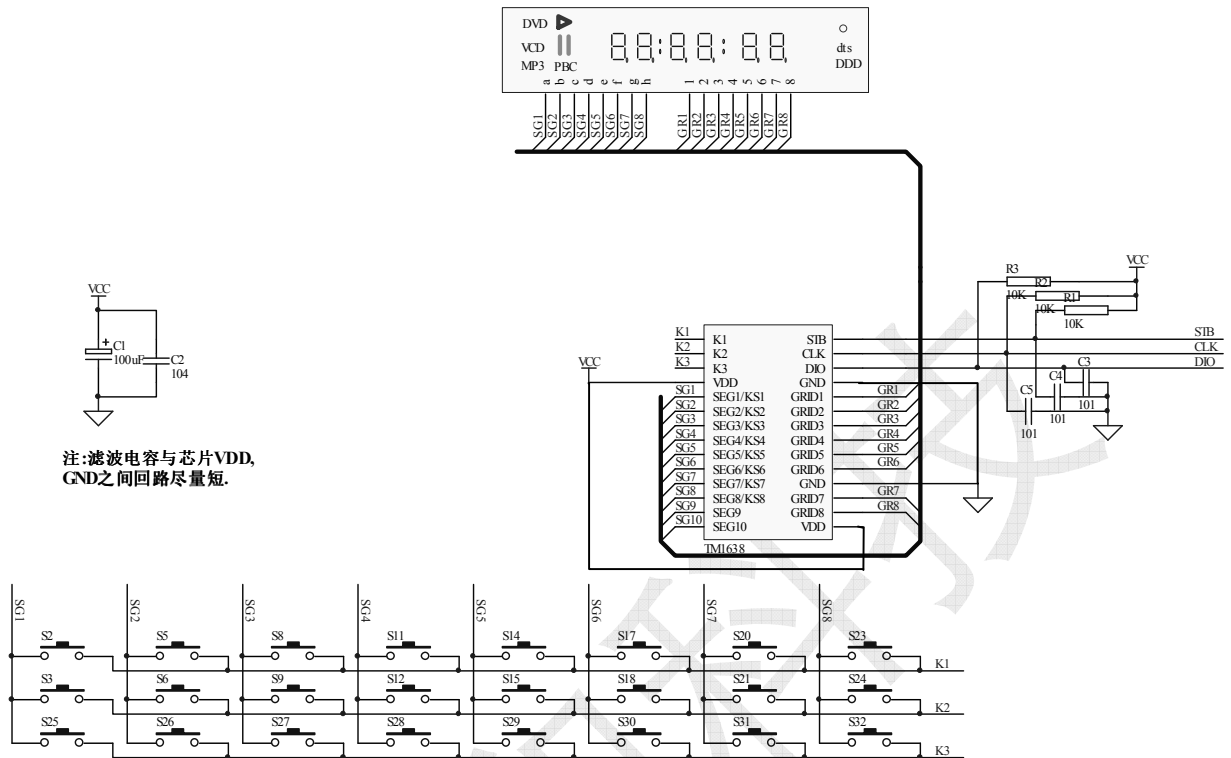 DVD
VCD
MP3 PBC
dts
DDD
a b c d e f g h 1 2 3 4 5 6 7 8
SG1 SG2 SG3 SG4 SG5 SG6 SG7 SG8 GR1 GR2 GR3 GR4 GR5 GR6 GR7 GR8
VCC
C1
100uF
C2
104
注:滤波电容与芯片VDD,
GND之间回路尽量短.
VCC
R3
10K
R2
10K
R1
10K
VCC
STB
CLK
DIO
C3
101
C4
101
C5
101
K1 K1 STB
K2 K2 CLK
K3 K3 DIO
VDD GND
SG1 SEG1/KS1 GRID1 GR1
SG2 SEG2/KS2 GRID2 GR2
SG3 SEG3/KS3 GRID3 GR3
SG4 SEG4/KS4 GRID4 GR4
SG5 SEG5/KS5 GRID5 GR5
SG6 SEG6/KS6 GRID6 GR6
SG7 SEG7/KS7 GND
SG8 SEG8/KS8 GRID7 GR7
SG9 SEG9 GRID8 GR8
SG10 SEG10 VDD
TM1638
SG1 SG2 SG3 SG4 SG5 SG6 SG7 SG8
S2 S5 S8 S11 S14 S17 S20 S23
K1
S3 S6 S9 S12 S15 S18 S21 S24
K2
S25 S26 S27 S28 S29 S30 S31 S32
K3